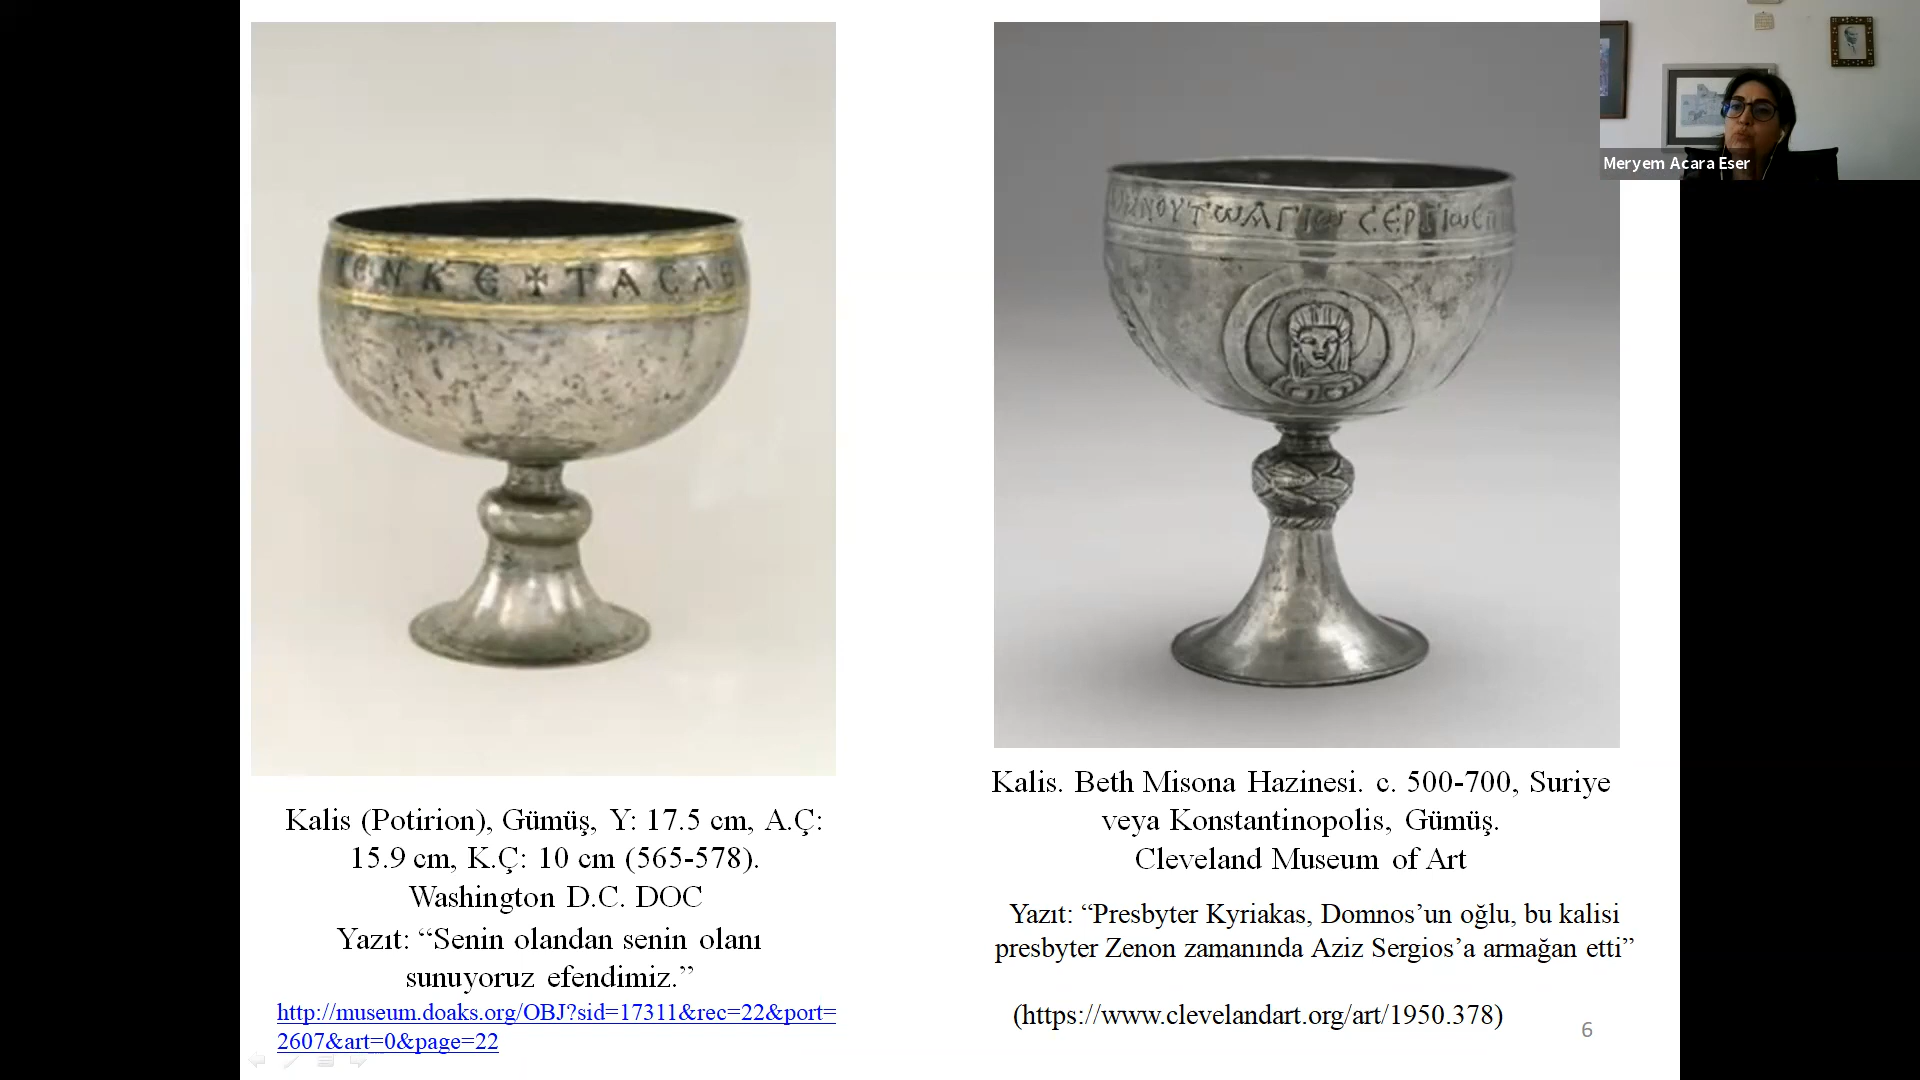 ΙΕΝΚΕ✝ΤΑCΑΕ
ΝΟΥΤѠΑΓΙѠCΕΡΓΙѠΕΠ
Meryem Acara Eser
Kalis (Potirion), Gümüş, Y: 17.5 cm, A.Ç:
15.9 cm, K.Ç: 10 cm (565-578).
Washington D.C. DOC
Yazıt: “Senin olandan senin olanı
sunuyoruz efendimiz.”
http://museum.doaks.org/OBJ?sid=17311&rec=22&port=
2607&art=0&page=22
Kalis. Beth Misona Hazinesi. c. 500-700, Suriye
veya Konstantinopolis, Gümüş.
Cleveland Museum of Art
Yazıt: “Presbyter Kyriakas, Domnos’un oğlu, bu kalisi
presbyter Zenon zamanında Aziz Sergios’a armağan etti”
(https://www.clevelandart.org/art/1950.378)
6